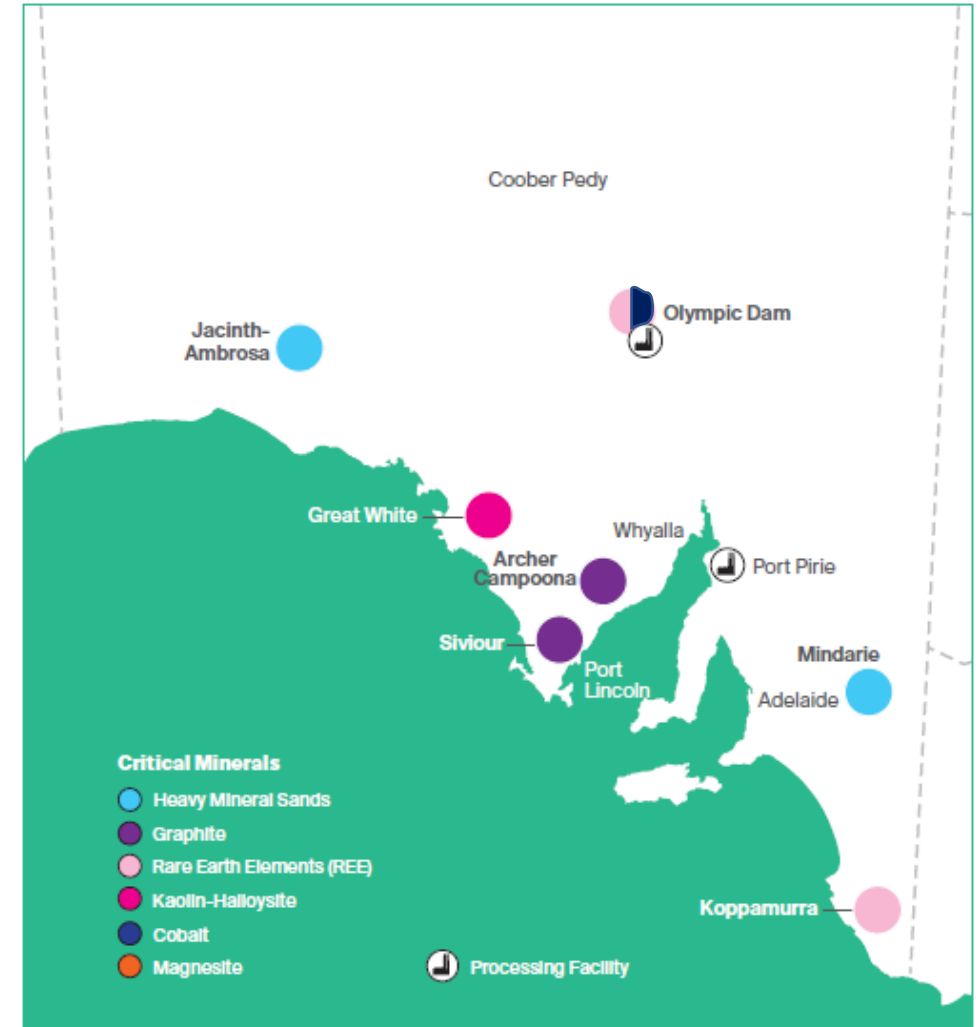 Coober Pedy
Olympic Dam
Jacinth-
Ambrosa
Great White
Whyalla
Archer
Campoona
Port Pirie
Siviour
Mindarie
Port
Lincoln
Adelaide
Critical Minerals
Heavy Mineral Sands
Graphite
Rare Earth Elements (REE)
Kaolin-Halloysite
Koppamurra
Cobalt
Magnesite
Processing Facility